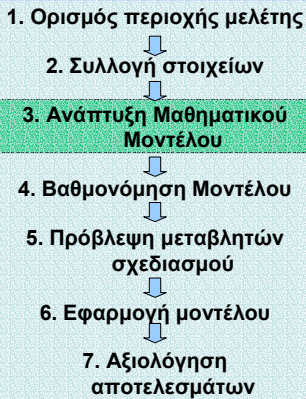 1. Ορισμός περιοχής μελέτης
2. Συλλογή στοιχείων
3. Ανάπτυξη Μαθηματικού
Μοντέλου
4. Βαθμονόμηση Μοντέλου
5. Πρόβλεψη μεταβλητών
σχεδιασμού
6. Εφαρμογή μοντέλου
7. Αξιολόγηση
αποτελεσμάτων